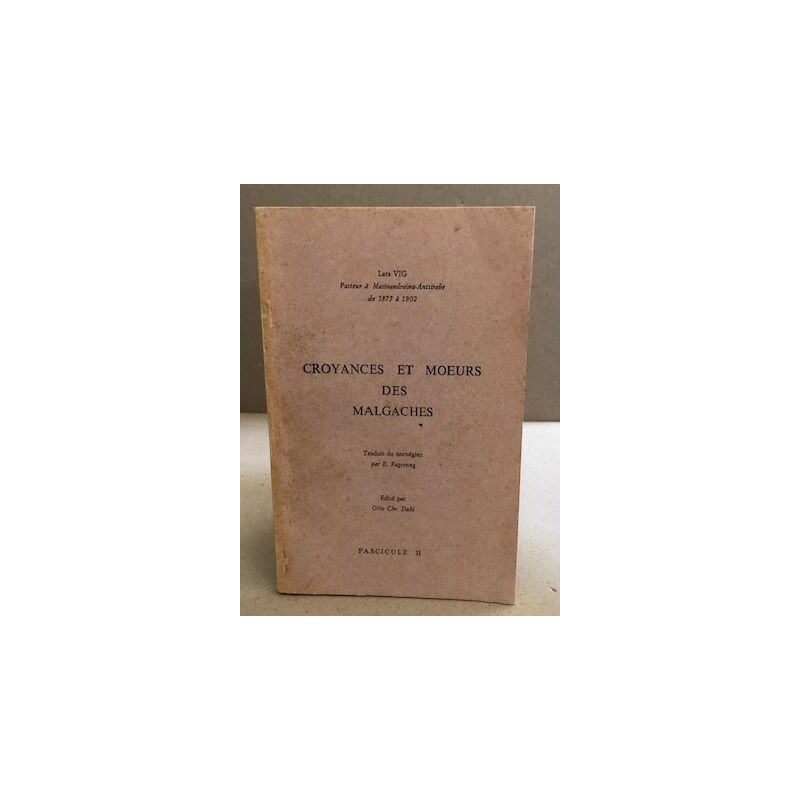 Lars VIG
Pasteur à Masinandraina-Antsirabe
de 1875 à 1902
CROYANCES ET MOEURS
DES
MALGACHES
Traduit du norvégien
par E. Fagereng
Edité par
Otto Chr. Dahl
FASCICULE II